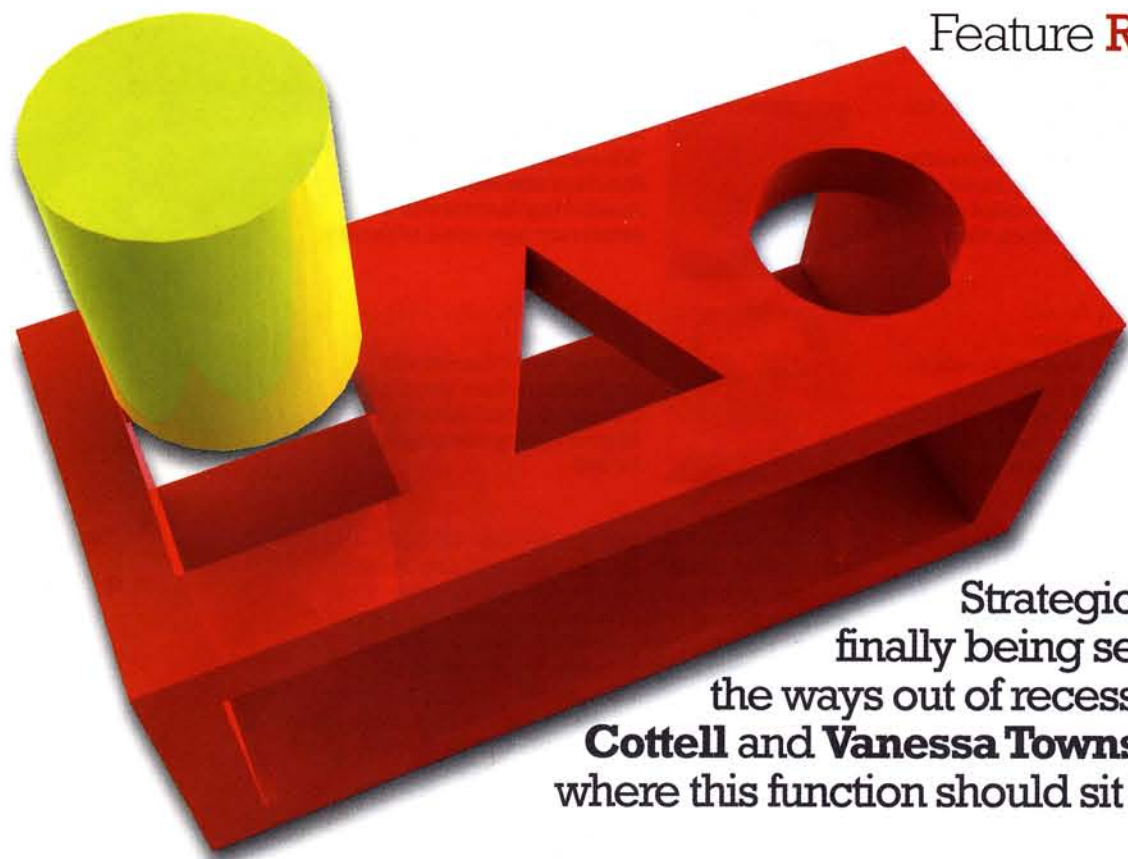 Feature R
Strategic
finally being se
the ways out of recess
Cottell and Vanessa Towns
where this function should sit